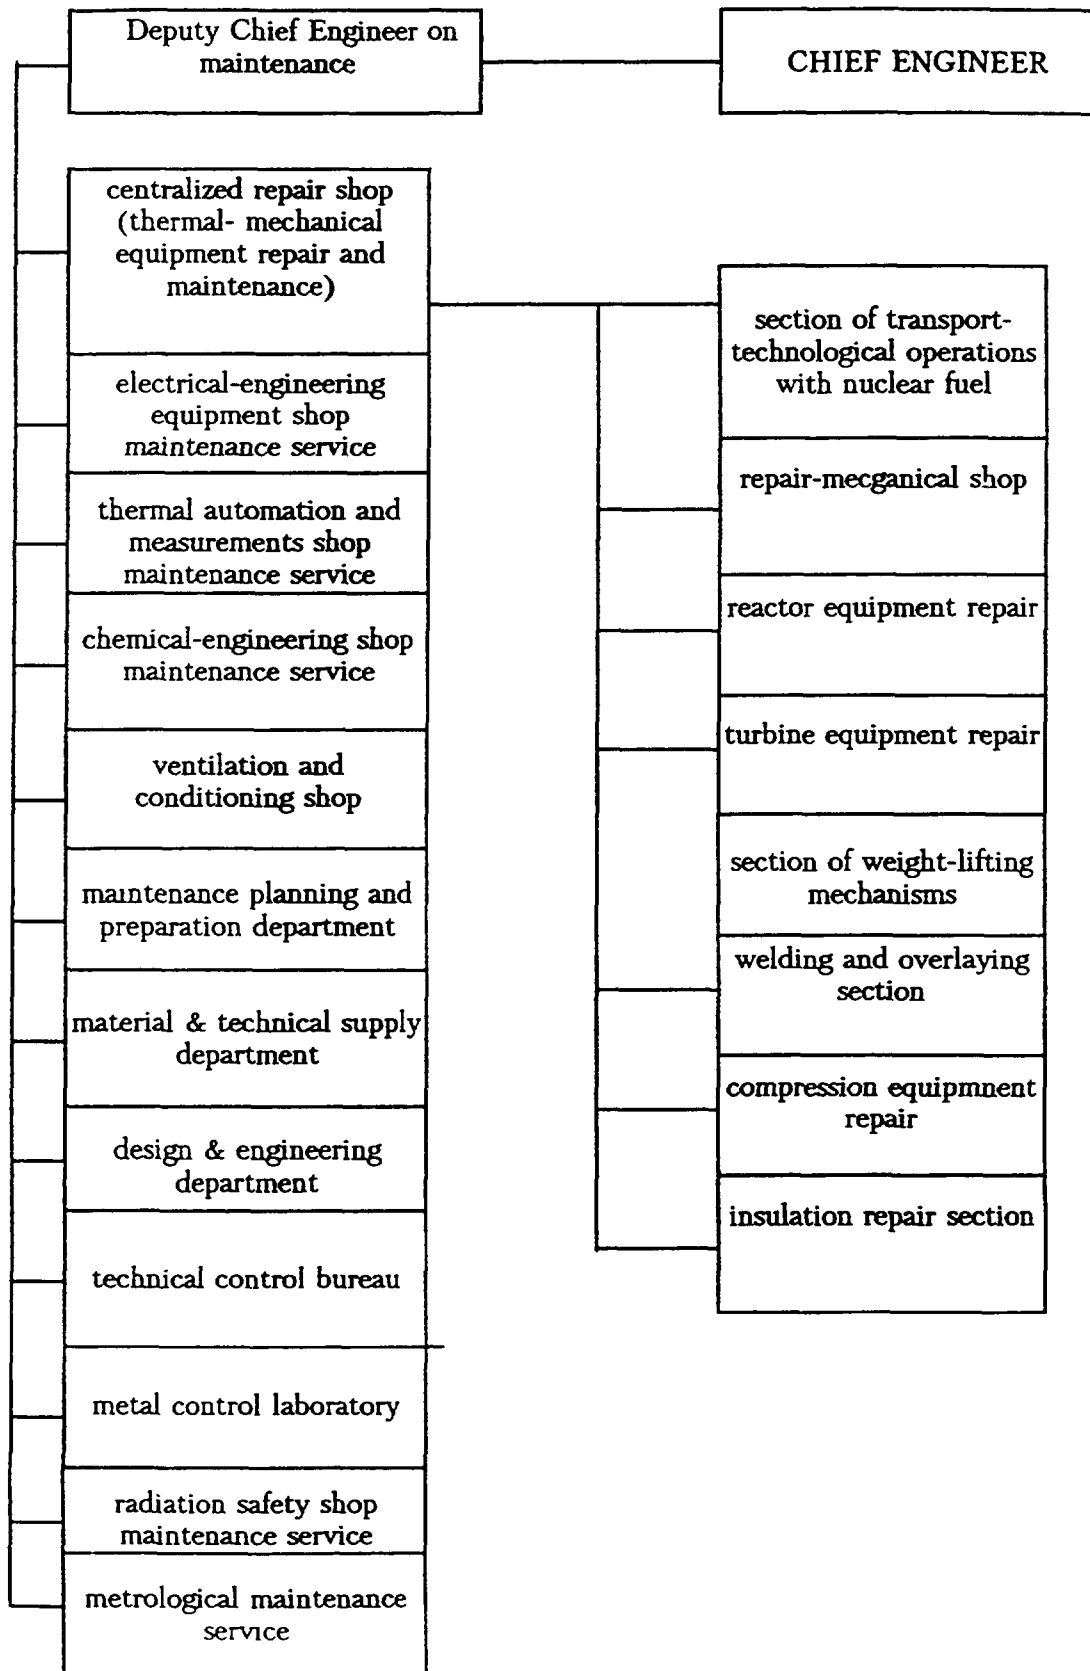 Deputy Chief Engineer on
maintenance
CHIEF ENGINEER
centralized repair shop
(thermal- mechanical
equipment repair and
maintenance)
electrical-engineering
equipment shop
maintenance service
thermal automation and
measurements shop
maintenance service
chemical-engineering shop
maintenance service
ventilation and
conditioning shop
maintenance planning and
preparation department
material & technical supply
department
design & engineering
department
technical control bureau
metal control laboratory
radiation safety shop
maintenance service
metrological maintenance
service
section of transport-
technological operations
with nuclear fuel
repair-mecganical shop
reactor equipment repair
turbine equipment repair
section of weight-lifting
mechanisms
welding and overlaying
section
compression equipmnent
repair
insulation repair section